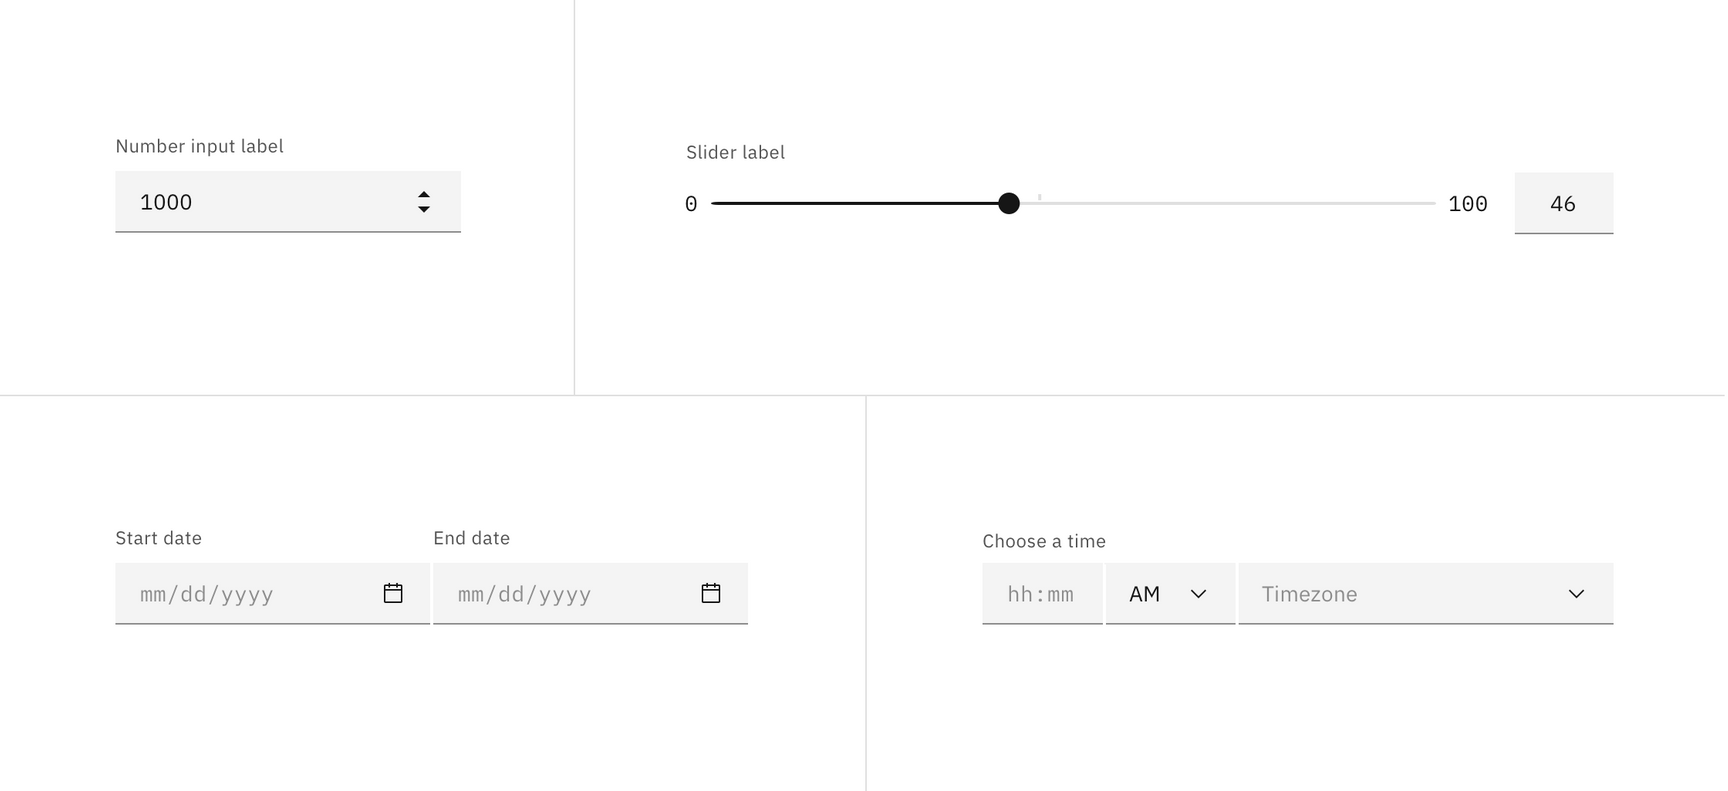 Number input label
1000
Slider label
0 100 46
Start date End date
mm/dd/yyyy mm/dd/yyyy
Choose a time
hh:mm AM Timezone